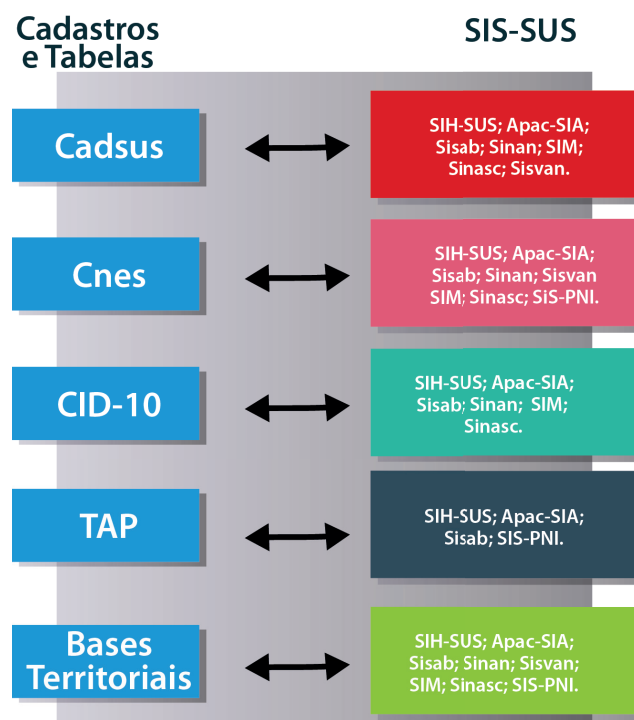 Cadastros
e Tabelas
SIS-SUS
Cadsus
SIH-SUS; Apac-SIA;
Sisab; Sinan; SIM;
Sinasc; Sisvan.
Cnes
SIH-SUS; Apac-SIA;
Sisab; Sinan; Sisvan
SIM; Sinasc; SiS-PNI.
CID-10
SIH-SUS; Apac-SIA;
Sisab; Sinan; SIM;
Sinasc.
TAP
SIH-SUS; Apac-SIA;
Sisab; SIS-PNI.
Bases
Territoriais
SIH-SUS; Apac-SIA;
Sisab; Sinan; Sisvan;
SIM; Sinasc; SIS-PNI.